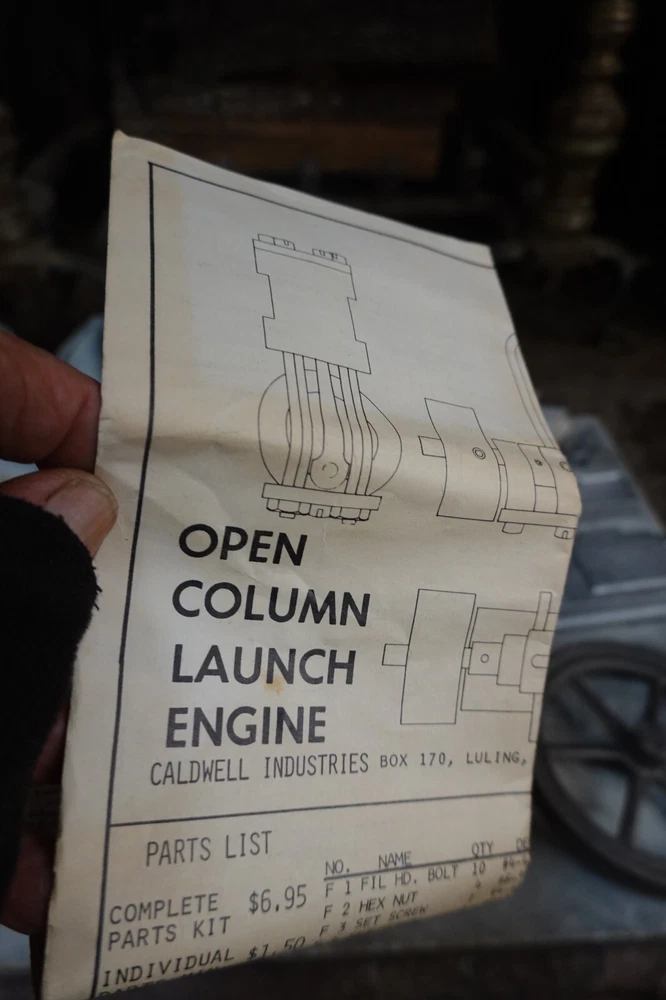 OPEN
COLUMN
LAUNCH
ENGINE
CALDWELL INDUSTRIES BOX 170, LULING,
PARTS LIST
NO. NAME QTY
F 1 FIL HD. BOLT 10
F 2 HEX NUT
F 3 SET SCREW
COMPLETE $6.95
PARTS KIT
INDIVIDUAL $1.50